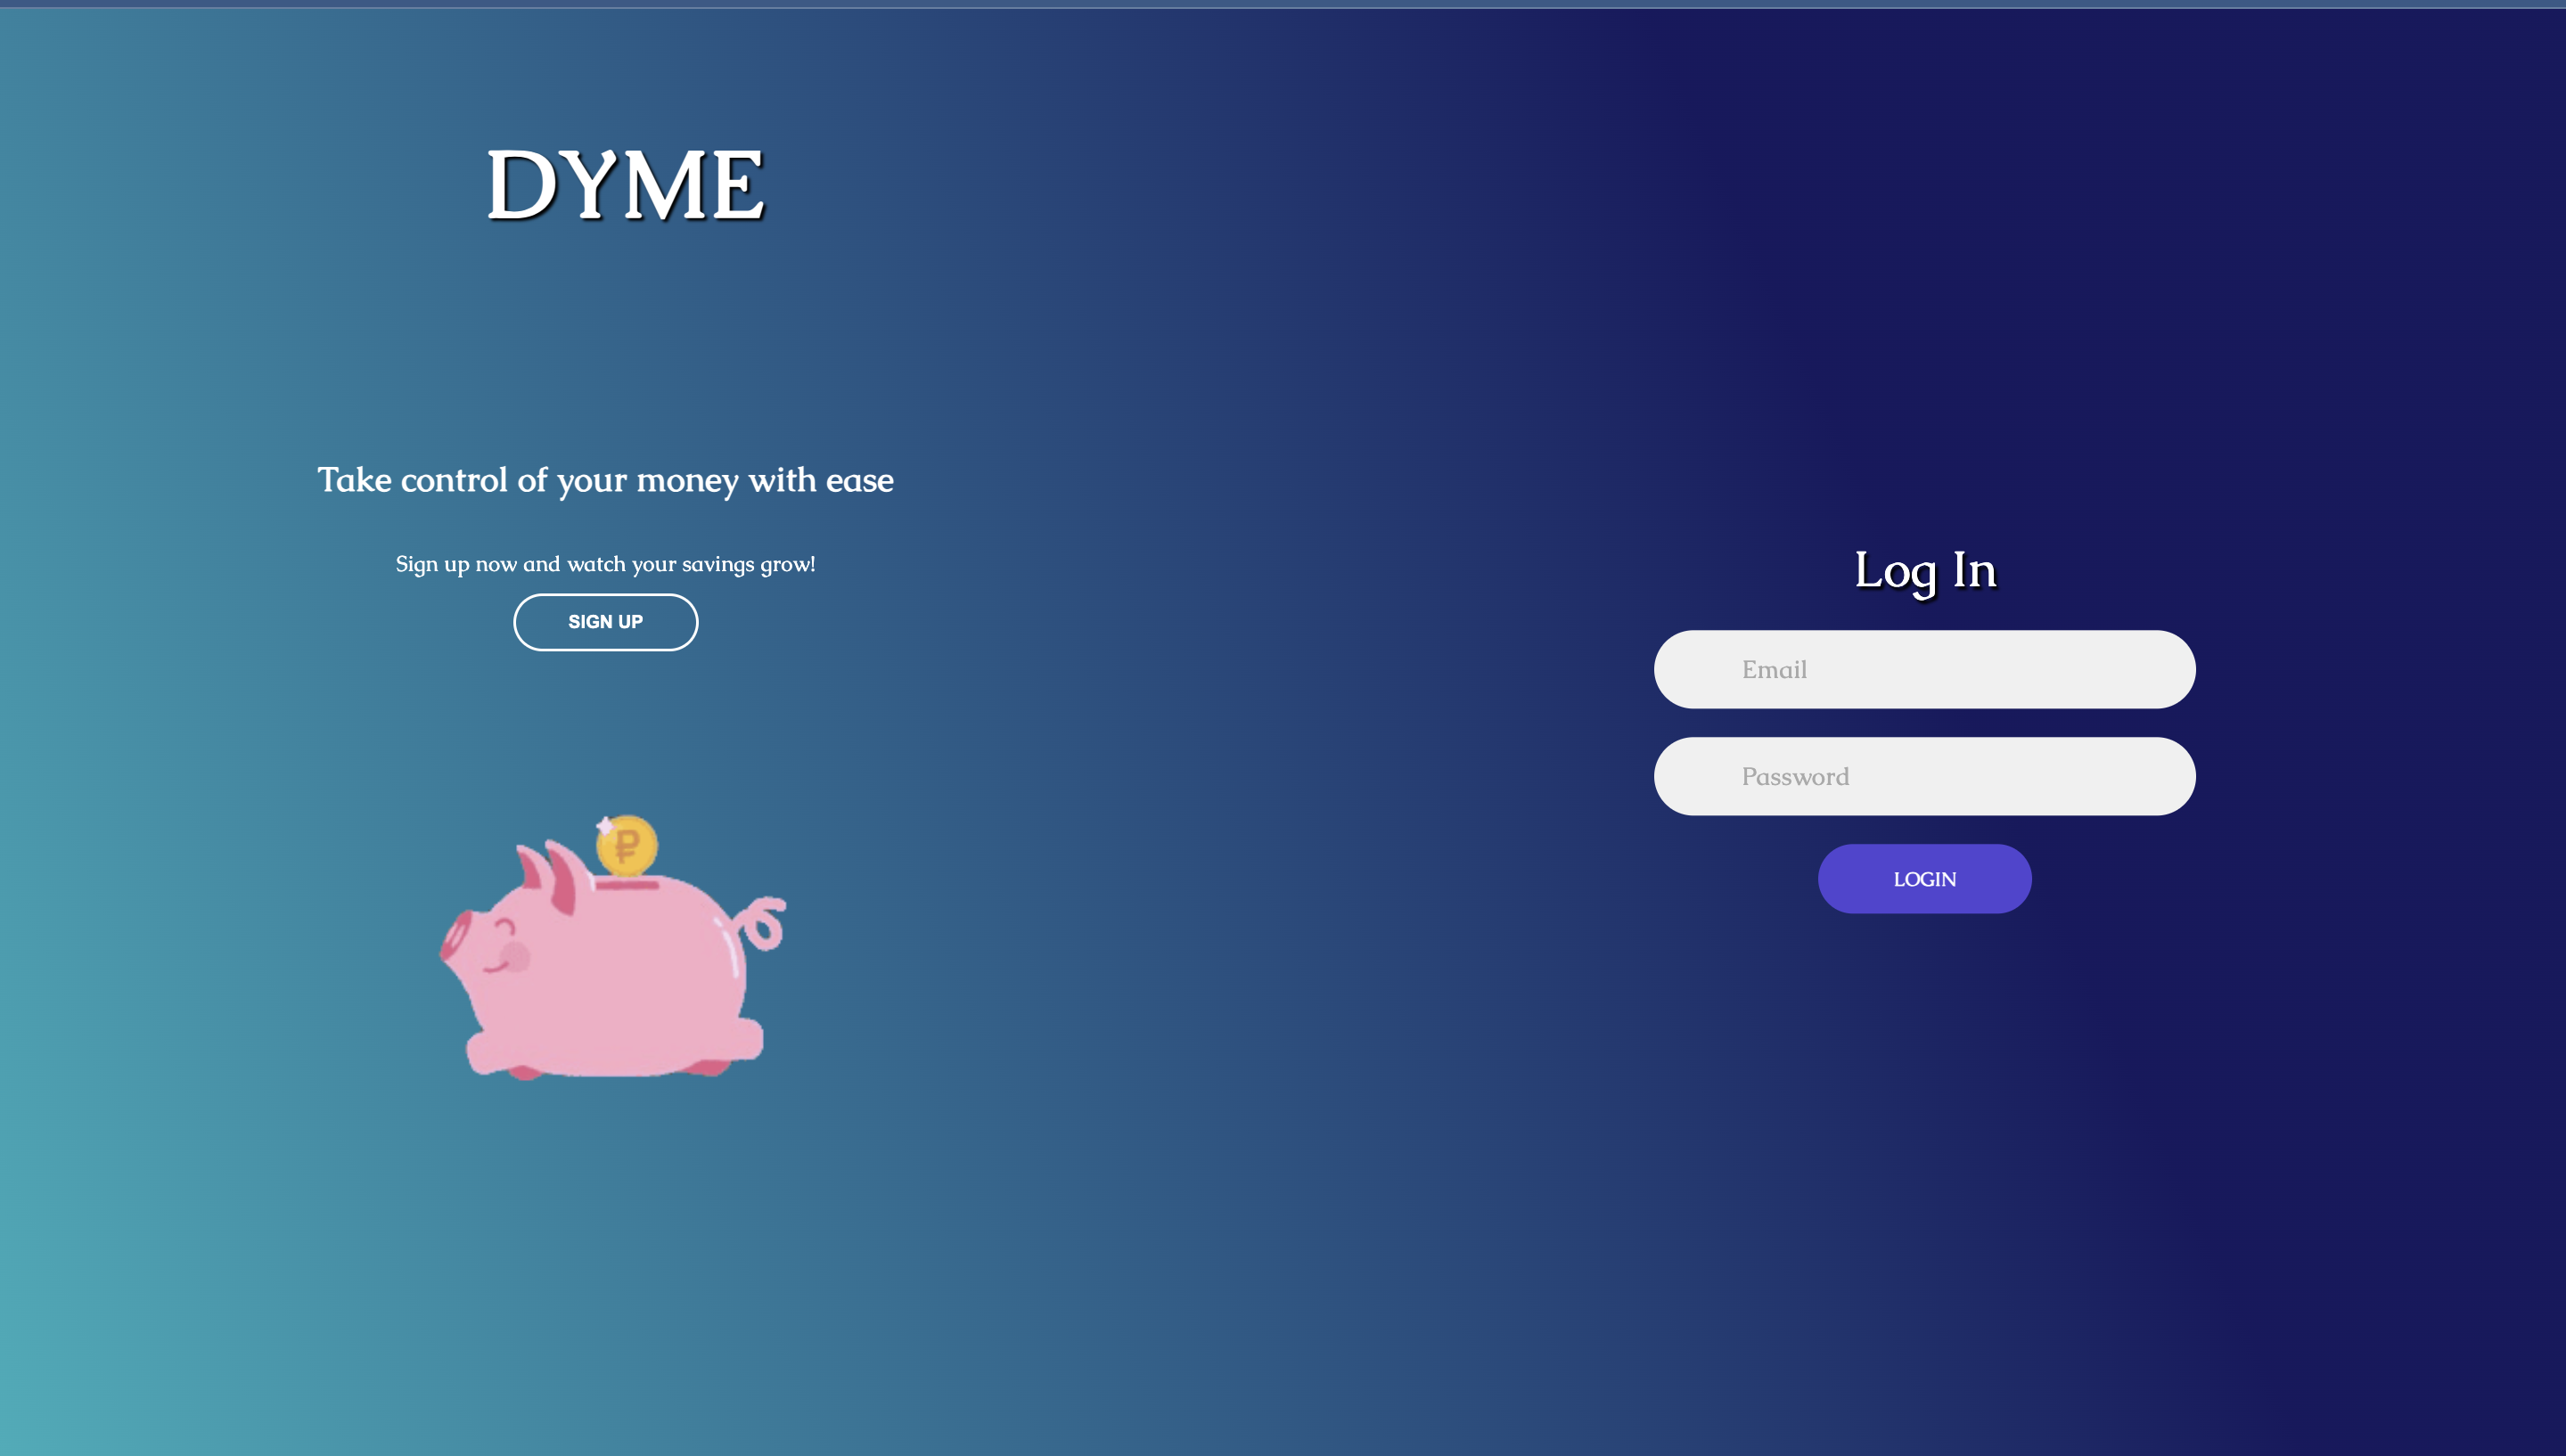 DYME
Take control of your money with ease
Sign up now and watch your savings grow!
SIGN UP
₽
Log In
Email
Password
LOGIN